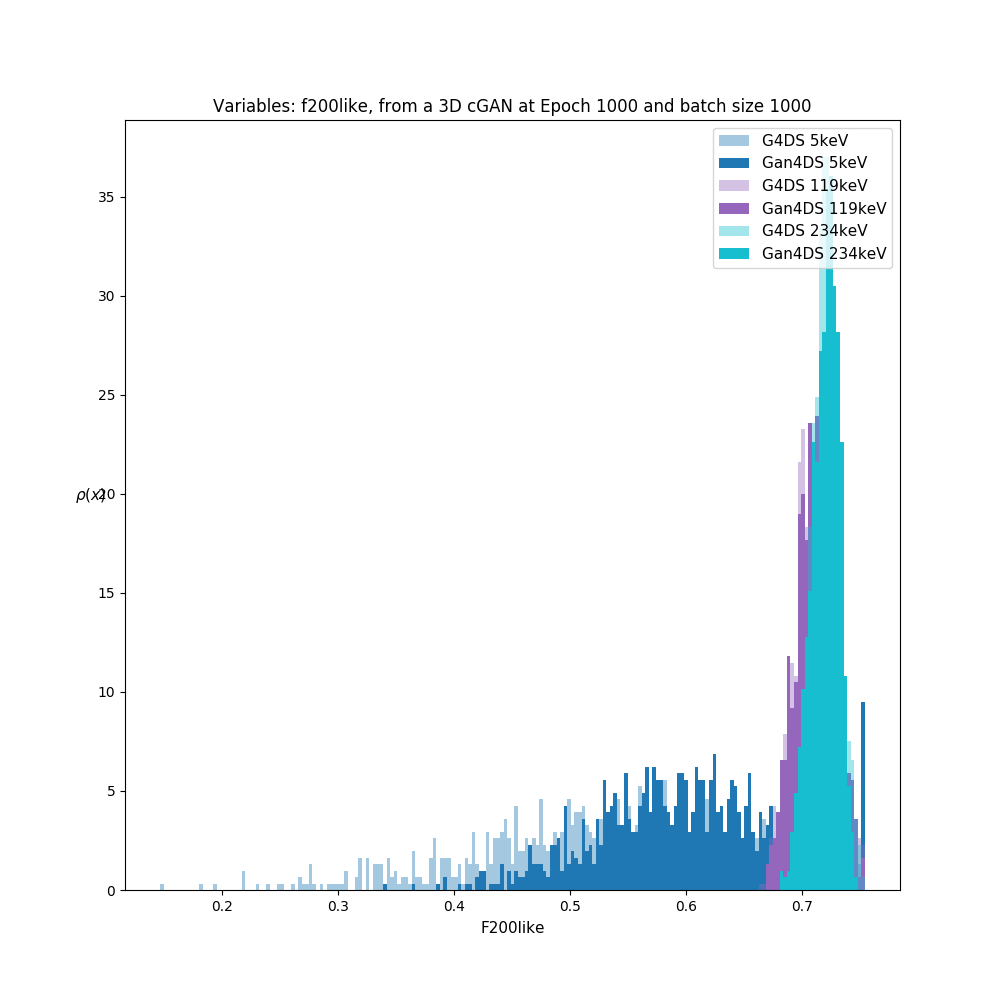 Variables: f200like, from a 3D cGAN at Epoch 1000 and batch size 1000
G4DS 5keV
Gan4DS 5keV
G4DS 119keV
Gan4DS 119keV
G4DS 234keV
Gan4DS 234keV
35
30
25
20
ρ(x)
15
10
5
0
0.2 0.3 0.4 0.5 0.6 0.7
F200like